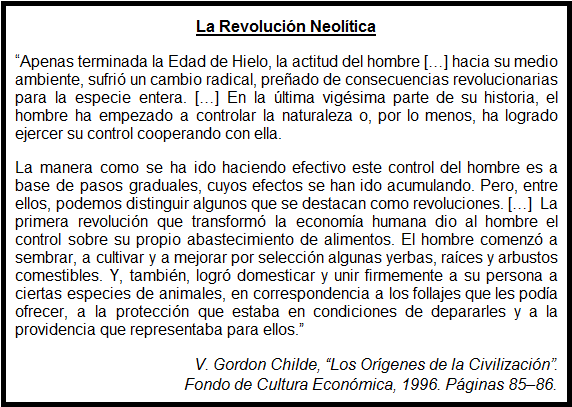 La Revolución Neolítica
“Apenas terminada la Edad de Hielo, la actitud del hombre […] hacia su medio
ambiente, sufrió un cambio radical, preñado de consecuencias revolucionarias
para la especie entera. […] En la última vigésima parte de su historia, el
hombre ha empezado a controlar la naturaleza o, por lo menos, ha logrado
ejercer su control cooperando con ella.
La manera como se ha ido haciendo efectivo este control del hombre es a
base de pasos graduales, cuyos efectos se han ido acumulando. Pero, entre
ellos, podemos distinguir algunos que se destacan como revoluciones. […] La
primera revolución que transformó la economía humana dio al hombre
el control sobre su propio abastecimiento de alimentos. El hombre comenzó
a sembrar, a cultivar y a mejorar por selección algunas yerbas, raíces y arbustos
comestibles. Y, también, logró domesticar y unir firmemente a su persona a
ciertas especies de animales, en correspondencia a los follajes que les podía
ofrecer, a la protección que estaba en condiciones de depararles y a la
providencia que representaba para ellos.”
V. Gordon Childe, “Los Orígenes de la Civilización”.
Fondo de Cultura Económica, 1996. Páginas 85–86.